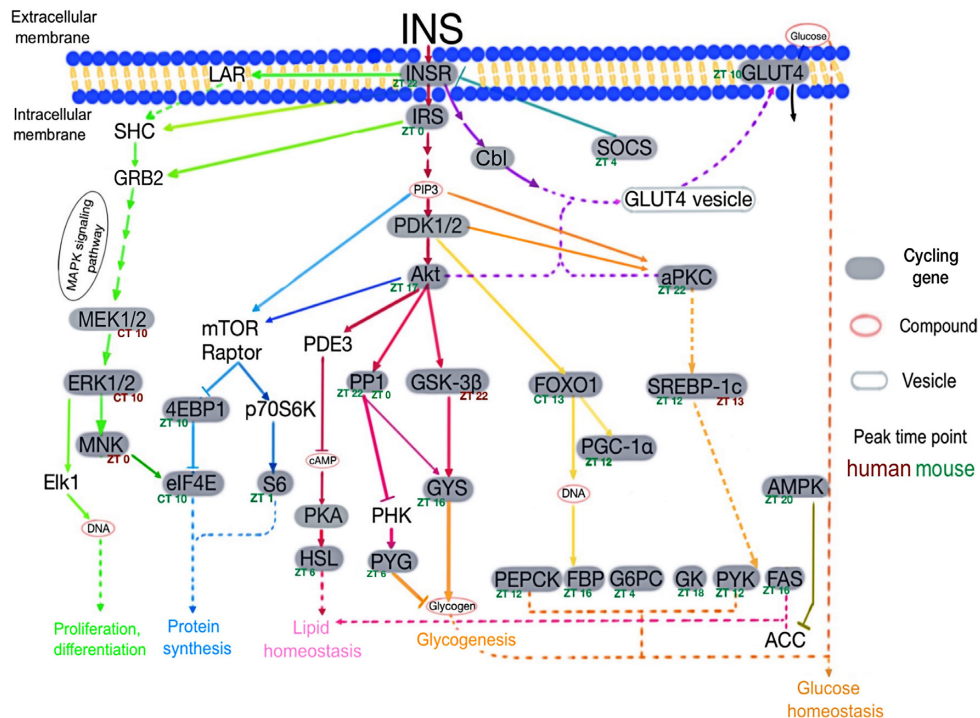 Extracellular
membrane
INS
Glucose
LAR
INSR
ZT 22
ZT 10
GLUT4
Intracellular
membrane
SHC
IRS
ZT 0
Cbl
SOCS
ZT 4
GRB2
PIP3
GLUT4 vesicle
MAPK signaling
pathway
PDK1/2
Akt
ZT 17
aPKC
ZT 22
Cycling
gene
MEK1/2
CT 10
mTOR
Raptor
PDE3
Compound
ERK1/2
CT 10
PP1
ZT 22
ZT 0
GSK-3β
ZT 22
FOXO1
CT 13
SREBP-1c
ZT 12
ZT 13
Vesicle
4EBP1
ZT 10
p70S6K
MNK
ZT 0
PGC-1α
ZT 12
Peak time point
human mouse
Elk1
eIF4E
CT 10
S6
ZT 1
cAMP
GYS
ZT 16
DNA
AMPK
ZT 20
DNA
PKA
PHK
HSL
ZT 6
PYG
ZT 6
PEPCK
ZT 12
FBP
ZT 16
G6PC
ZT 4
GK
ZT 18
PYK
ZT 12
FAS
ZT 16
Glycogen
Proliferation,
differentiation
Protein
synthesis
Lipid
homeostasis
Glycogenesis
ACC
Glucose
homeostasis